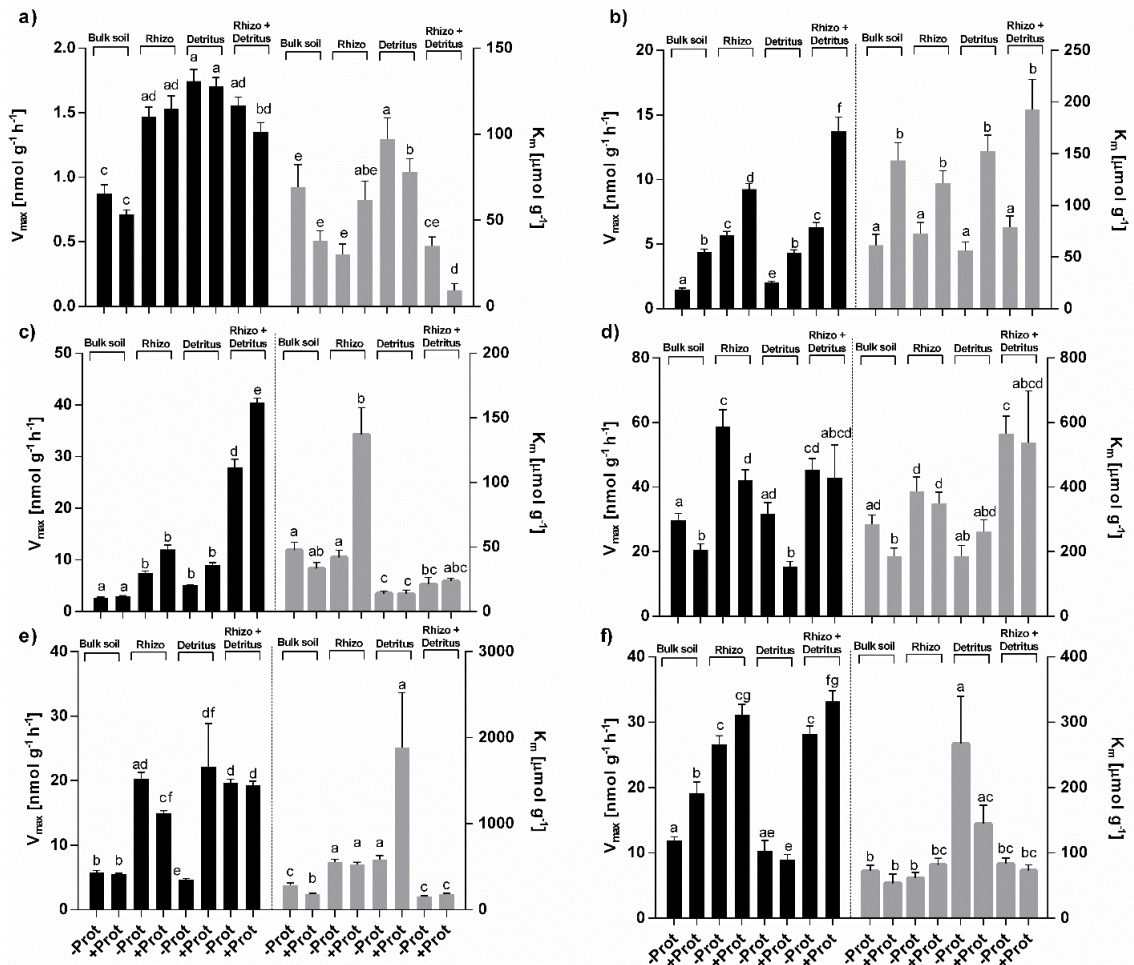 a)
Bulk soil Rhizo Detritus Rhizo + Detritus Bulk soil Rhizo Detritus Rhizo + Detritus
Vmax [nmol g-1 h-1]
2.0
1.5
1.0
0.5
0.0
c c ad ad a a ad bd
e e e abe a b ce d
150
100
50
0
Km [μmol g-1]
b)
Bulk soil Rhizo Detritus Rhizo + Detritus Bulk soil Rhizo Detritus Rhizo + Detritus
Vmax [nmol g-1 h-1]
20
15
10
5
0
a b c d e b c f
a b a b a b a b
250
200
150
100
50
0
Km [μmol g-1]
c)
Bulk soil Rhizo Detritus Rhizo + Detritus Bulk soil Rhizo Detritus Rhizo + Detritus
Vmax [nmol g-1 h-1]
50
40
30
20
10
0
a a b b b b d e
a ab a b c c bc abc
200
150
100
50
0
Km [μmol g-1]
d)
Bulk soil Rhizo Detritus Rhizo + Detritus Bulk soil Rhizo Detritus Rhizo + Detritus
Vmax [nmol g-1 h-1]
80
60
40
20
0
a b c d ad b cd abcd
ad b d d ab abd c abcd
800
600
400
200
0
Km [μmol g-1]
e)
Bulk soil Rhizo Detritus Rhizo + Detritus Bulk soil Rhizo Detritus Rhizo + Detritus
Vmax [nmol g-1 h-1]
40
30
20
10
0
b b ad cf e df d d
c b a a a a c c
3000
2000
1000
0
Km [μmol g-1]
-Prot +Prot -Prot +Prot -Prot +Prot -Prot +Prot -Prot +Prot -Prot +Prot -Prot +Prot -Prot +Prot
f)
Bulk soil Rhizo Detritus Rhizo + Detritus Bulk soil Rhizo Detritus Rhizo + Detritus
Vmax [nmol g-1 h-1]
40
30
20
10
0
a b c cg ae e c fg
b b b bc a ac bc bc
400
300
200
100
0
Km [μmol g-1]
-Prot +Prot -Prot +Prot -Prot +Prot -Prot +Prot -Prot +Prot -Prot +Prot -Prot +Prot -Prot +Prot